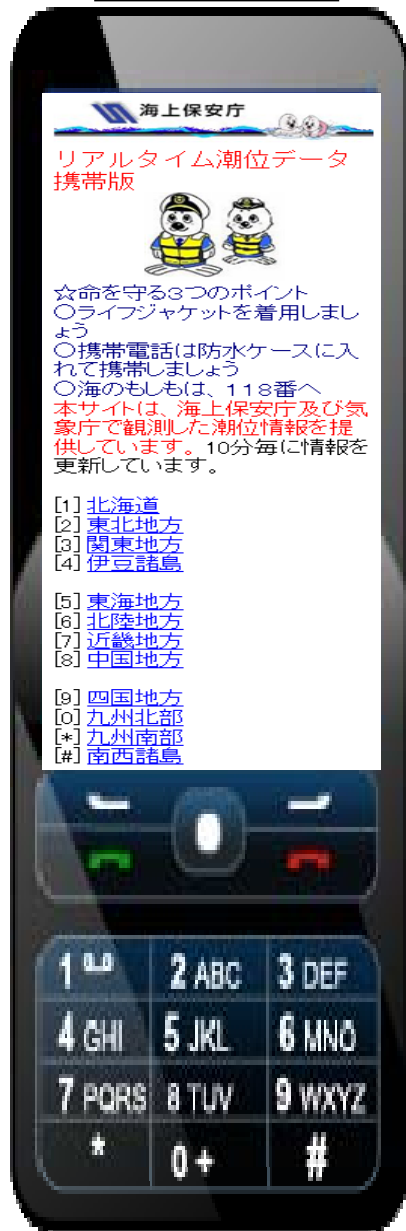 海上保安庁
リアルタイム潮位データ
携帯版
☆命を守る3つのポイント
○ライフジャケットを着用しまし
ょう
○携帯電話は防水ケースに入
れて携帯しましょう
○海のもしもは、118番へ
本サイトは、海上保安庁及び気
象庁で観測した潮位情報を提
供しています。10分毎に情報を
更新しています。
[1] 北海道
[2] 東北地方
[3] 関東地方
[4] 伊豆諸島
[5] 東海地方
[6] 北陸地方
[7] 近畿地方
[8] 中国地方
[9] 四国地方
[0] 九州北部
[*] 九州南部
[#] 南西諸島
1 2 ABC 3 DEF
4 GHI 5 JKL 6 MNO
7 PQRS 8 TUV 9 WXYZ
* 0 + #